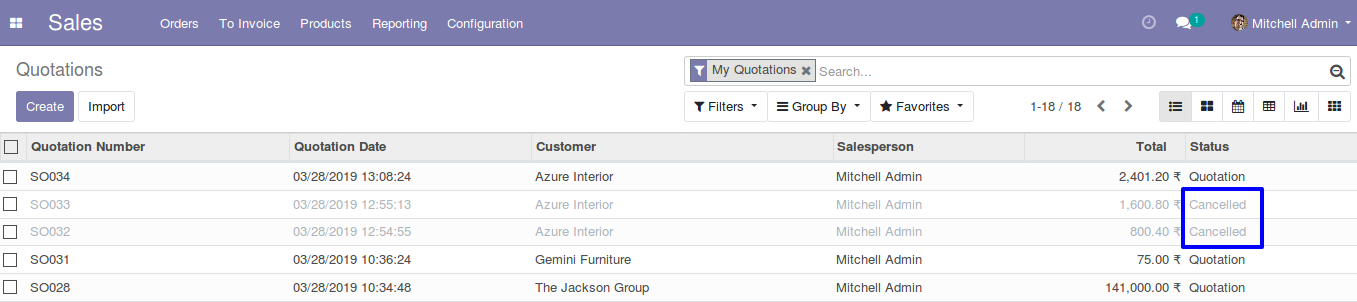 Sales Orders To Invoice Products Reporting Configuration 1 Mitchell Admin
Quotations My Quotations Search...
Create Import Filters Group By Favorites 1-18 / 18
Quotation Number Quotation Date Customer Salesperson Total Status
SO034 03/28/2019 13:08:24 Azure Interior Mitchell Admin 2,401.20 ₹ Quotation
SO033 03/28/2019 12:55:13 Azure Interior Mitchell Admin 1,600.80 ₹ Cancelled
SO032 03/28/2019 12:54:55 Azure Interior Mitchell Admin 800.40 ₹ Cancelled
SO031 03/28/2019 10:36:24 Gemini Furniture Mitchell Admin 75.00 ₹ Quotation
SO028 03/28/2019 10:34:48 The Jackson Group Mitchell Admin 141,000.00 ₹ Quotation